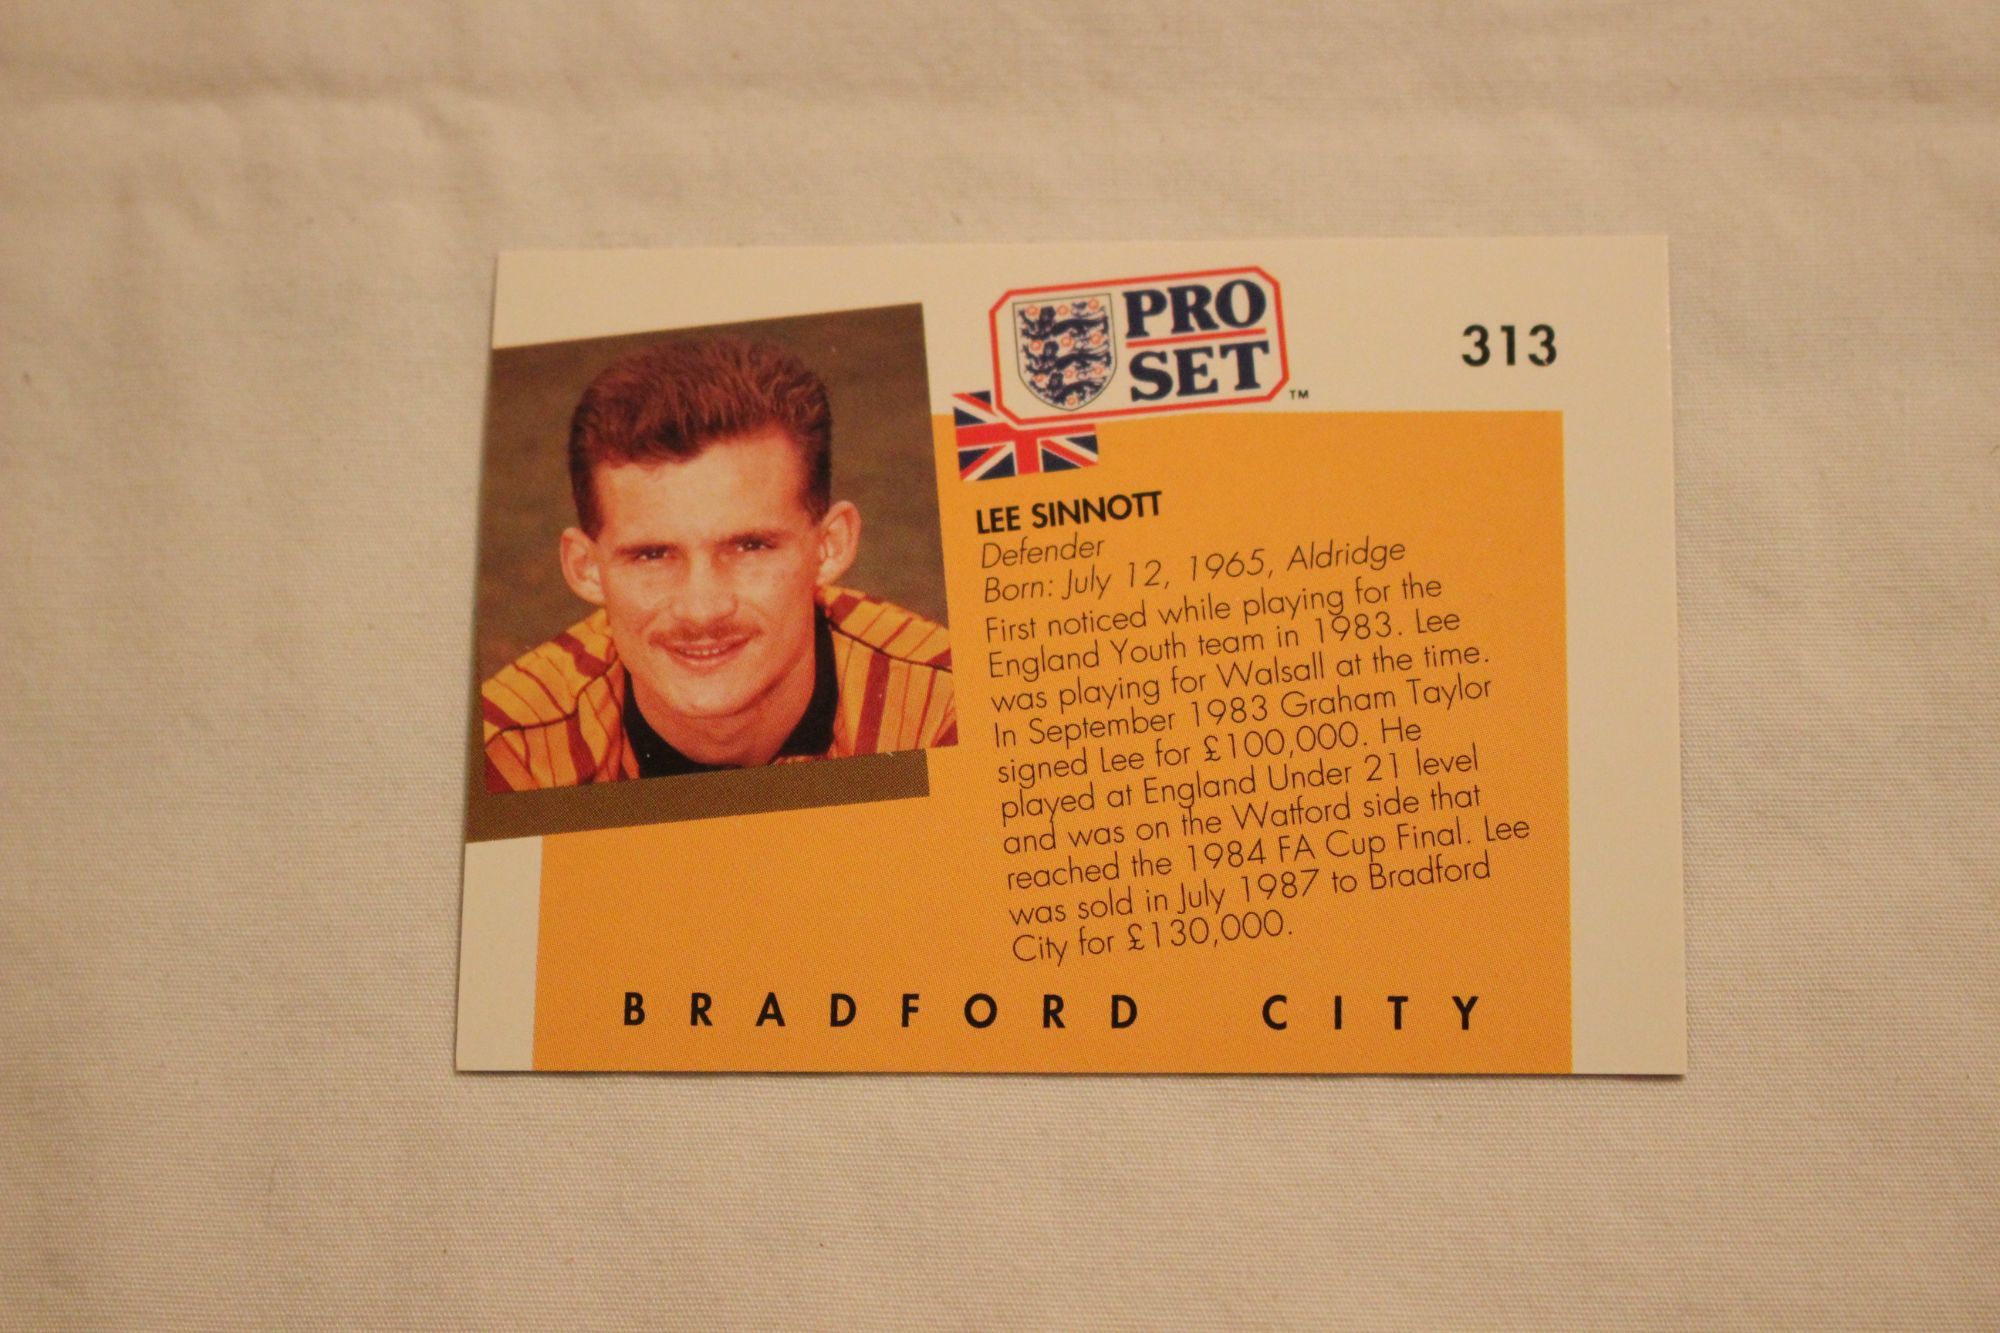 PRO
SET
TM
313
LEE SINNOTT
Defender
Born: July 12, 1965, Aldridge
First noticed while playing for the
England Youth team in 1983. Lee
was playing for Walsall at the time.
In September 1983 Graham Taylor
signed Lee for £100,000. He
played at England Under 21 level
and was on the Watford side that
reached the 1984 FA Cup Final. Lee
was sold in July 1987 to Bradford
City for £130,000.
BRADFORD CITY